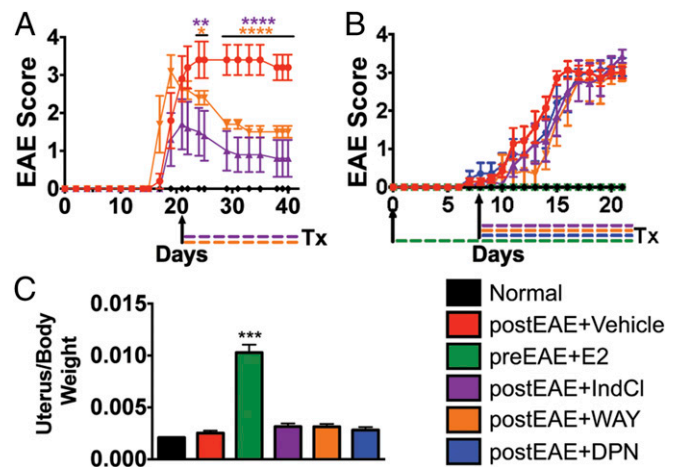 A
EAE Score
4
3
2
1
0
0 10 20 30 40
Days
Tx
**
*
****
****
B
EAE Score
4
3
2
1
0
0 5 10 15 20
Days
Tx
C
Uterus/Body
Weight
0.015
0.010
0.005
0.000
***
Normal
postEAE+Vehicle
preEAE+E2
postEAE+IndCl
postEAE+WAY
postEAE+DPN